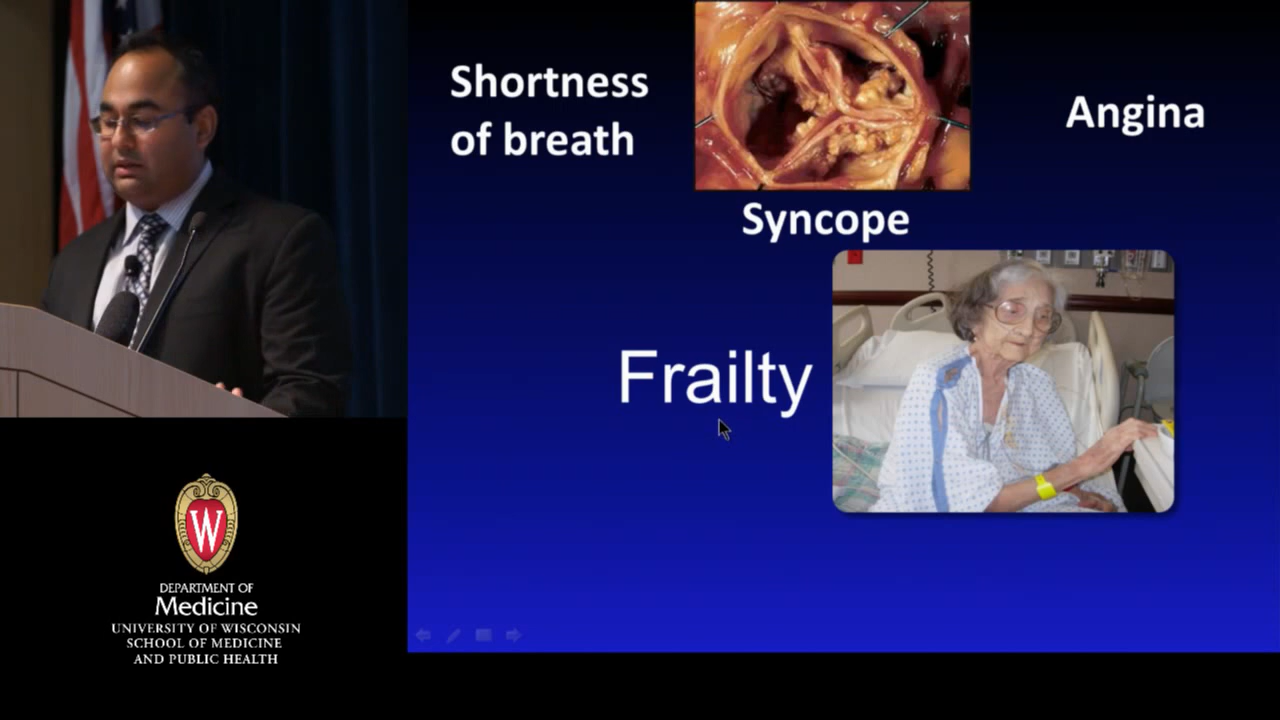 Shortness
of breath
Angina
Syncope
Frailty
W
DEPARTMENT OF
Medicine
UNIVERSITY OF WISCONSIN
SCHOOL OF MEDICINE
AND PUBLIC HEALTH